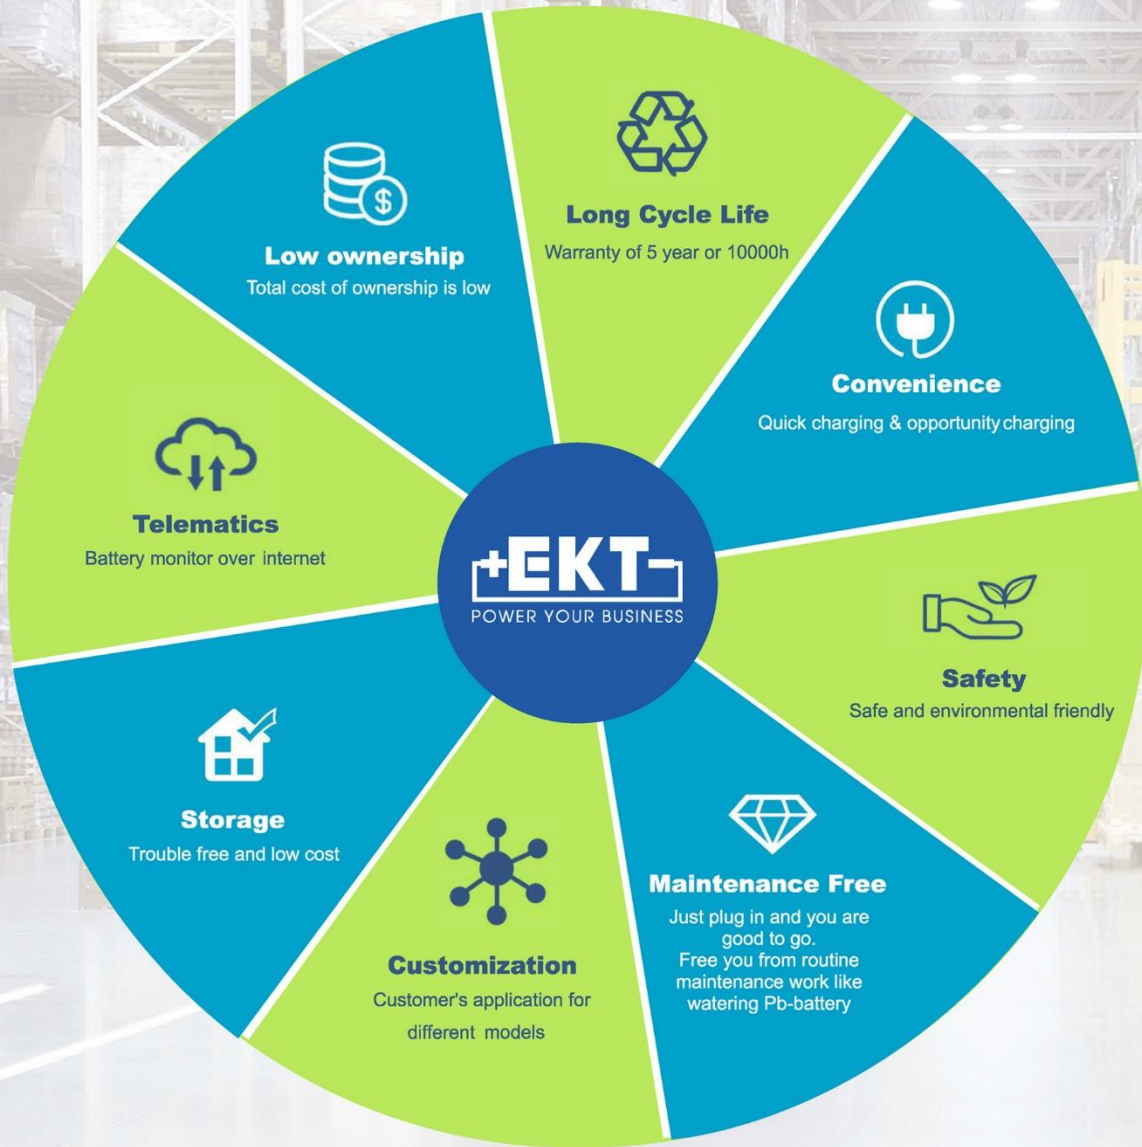 Long Cycle Life
Warranty of 5 year or 10000h
Convenience
Quick charging & opportunity charging
Safety
Safe and environmental friendly
Maintenance Free
Just plug in and you are
good to go.
Free you from routine
maintenance work like
watering Pb-battery
Customization
Customer's application for
different models
Storage
Trouble free and low cost
Telematics
Battery monitor over internet
Low ownership
Total cost of ownership is low
$
+EKT-
POWER YOUR BUSINESS